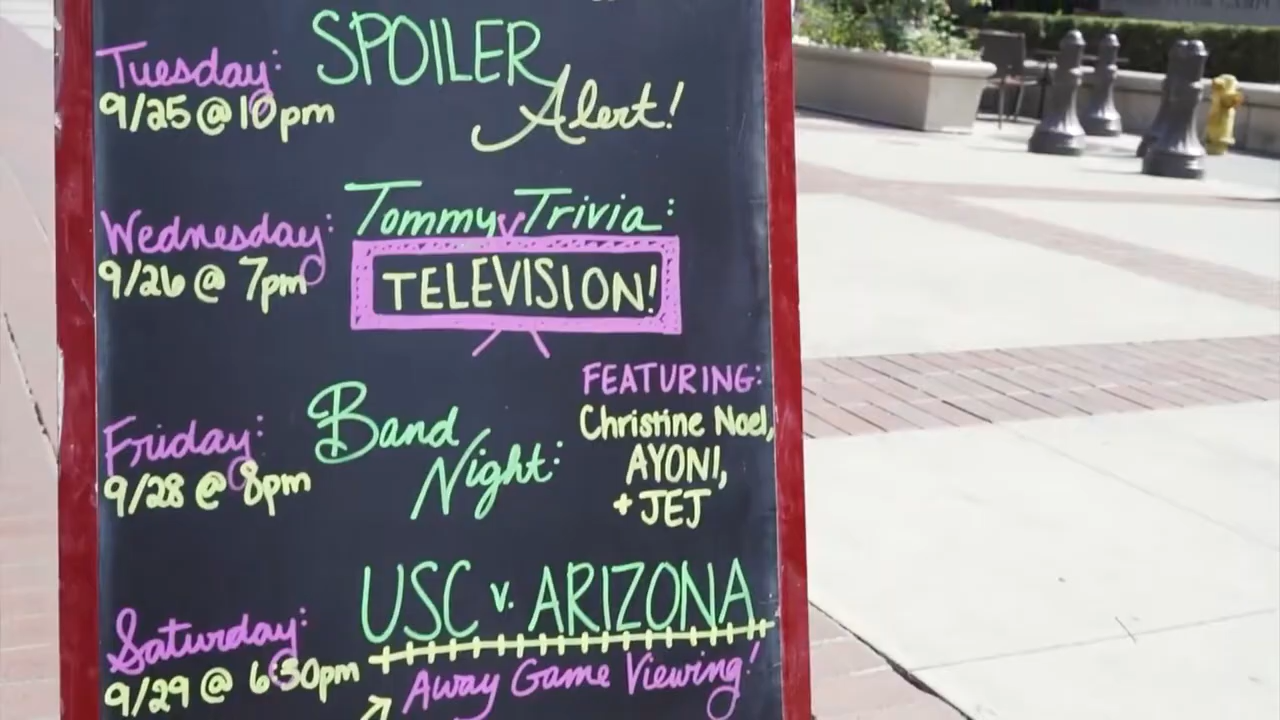 Tuesday: SPOILER
9/25 @ 10pm Alert!
Wednesday: Tommy Trivia:
9/26 @ 7pm TELEVISION!
FEATURING:
Friday: Band Christine Noel,
9/28 @ 8pm Night: AYONI,
+ JEJ
USC v. ARIZONA
Saturday:
9/29 @ 6:30pm Away Game Viewing!